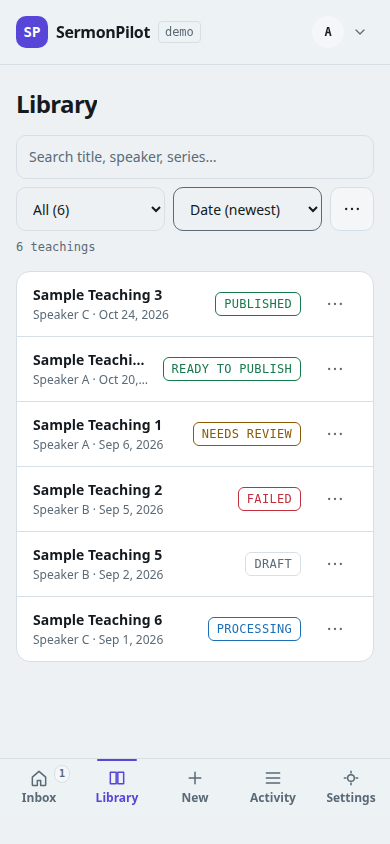 SP SermonPilot demo A
Library
Search title, speaker, series...
All (6) Date (newest) ...
6 teachings
Sample Teaching 3 PUBLISHED
Speaker C · Oct 24, 2026
Sample Teachi... READY TO PUBLISH
Speaker A · Oct 20,...
Sample Teaching 1 NEEDS REVIEW
Speaker A · Sep 6, 2026
Sample Teaching 2 FAILED
Speaker B · Sep 5, 2026
Sample Teaching 5 DRAFT
Speaker B · Sep 2, 2026
Sample Teaching 6 PROCESSING
Speaker C · Sep 1, 2026
1
Inbox Library New Activity Settings